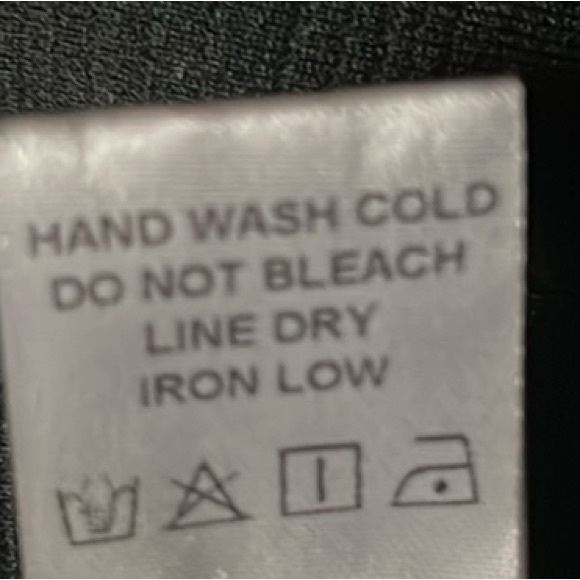 HAND WASH COLD
DO NOT BLEACH
LINE DRY
IRON LOW